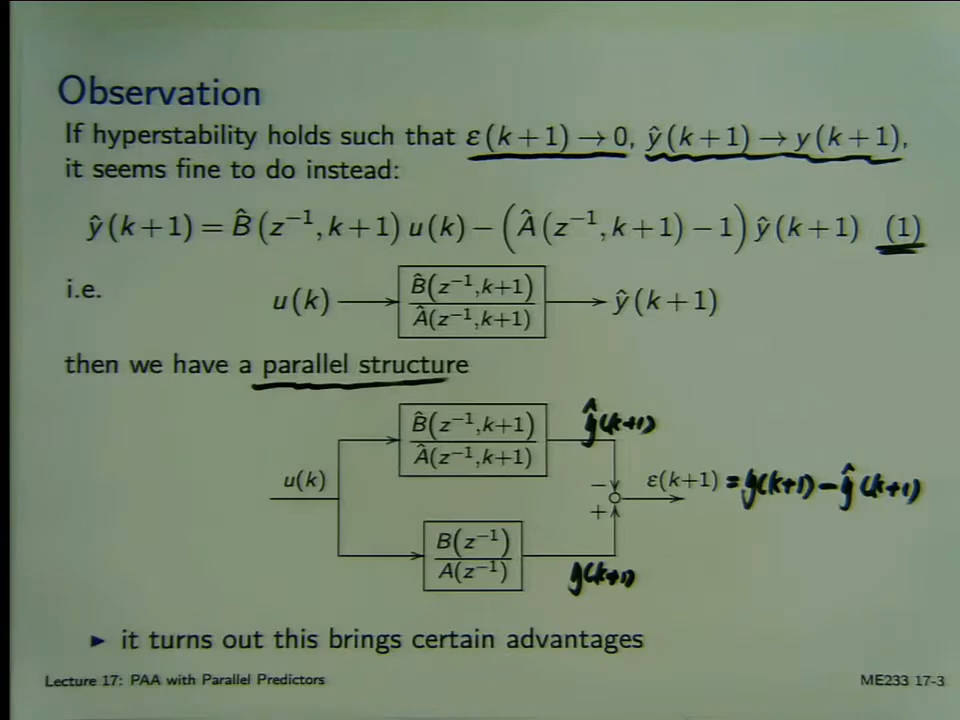 Observation
If hyperstability holds such that ε(k+1)→0, ŷ(k+1)→y(k+1),
it seems fine to do instead:
ŷ(k+1) = B̂(z⁻¹, k+1) u(k) − (Â(z⁻¹, k+1) − 1) ŷ(k+1) (1)
i.e.
u(k)
B̂(z⁻¹,k+1)
Â(z⁻¹,k+1)
ŷ(k+1)
then we have a parallel structure
B̂(z⁻¹,k+1)
Â(z⁻¹,k+1)
ŷ(k+1)
u(k)
−
+
ε(k+1) = y(k+1) − ŷ(k+1)
B(z⁻¹)
A(z⁻¹)
y(k+1)
► it turns out this brings certain advantages
Lecture 17: PAA with Parallel Predictors
ME233 17-3